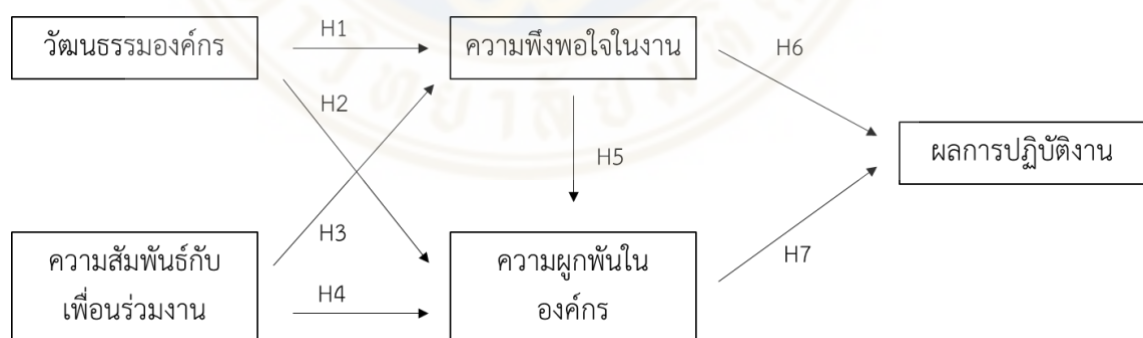 วัฒนธรรมองค์กร
H1
ความพึงพอใจในงาน
H6
H2
ผลการปฏิบัติงาน
H5
H3
ความสัมพันธ์กับ
เพื่อนร่วมงาน
H4
ความผูกพันใน
องค์กร
H7